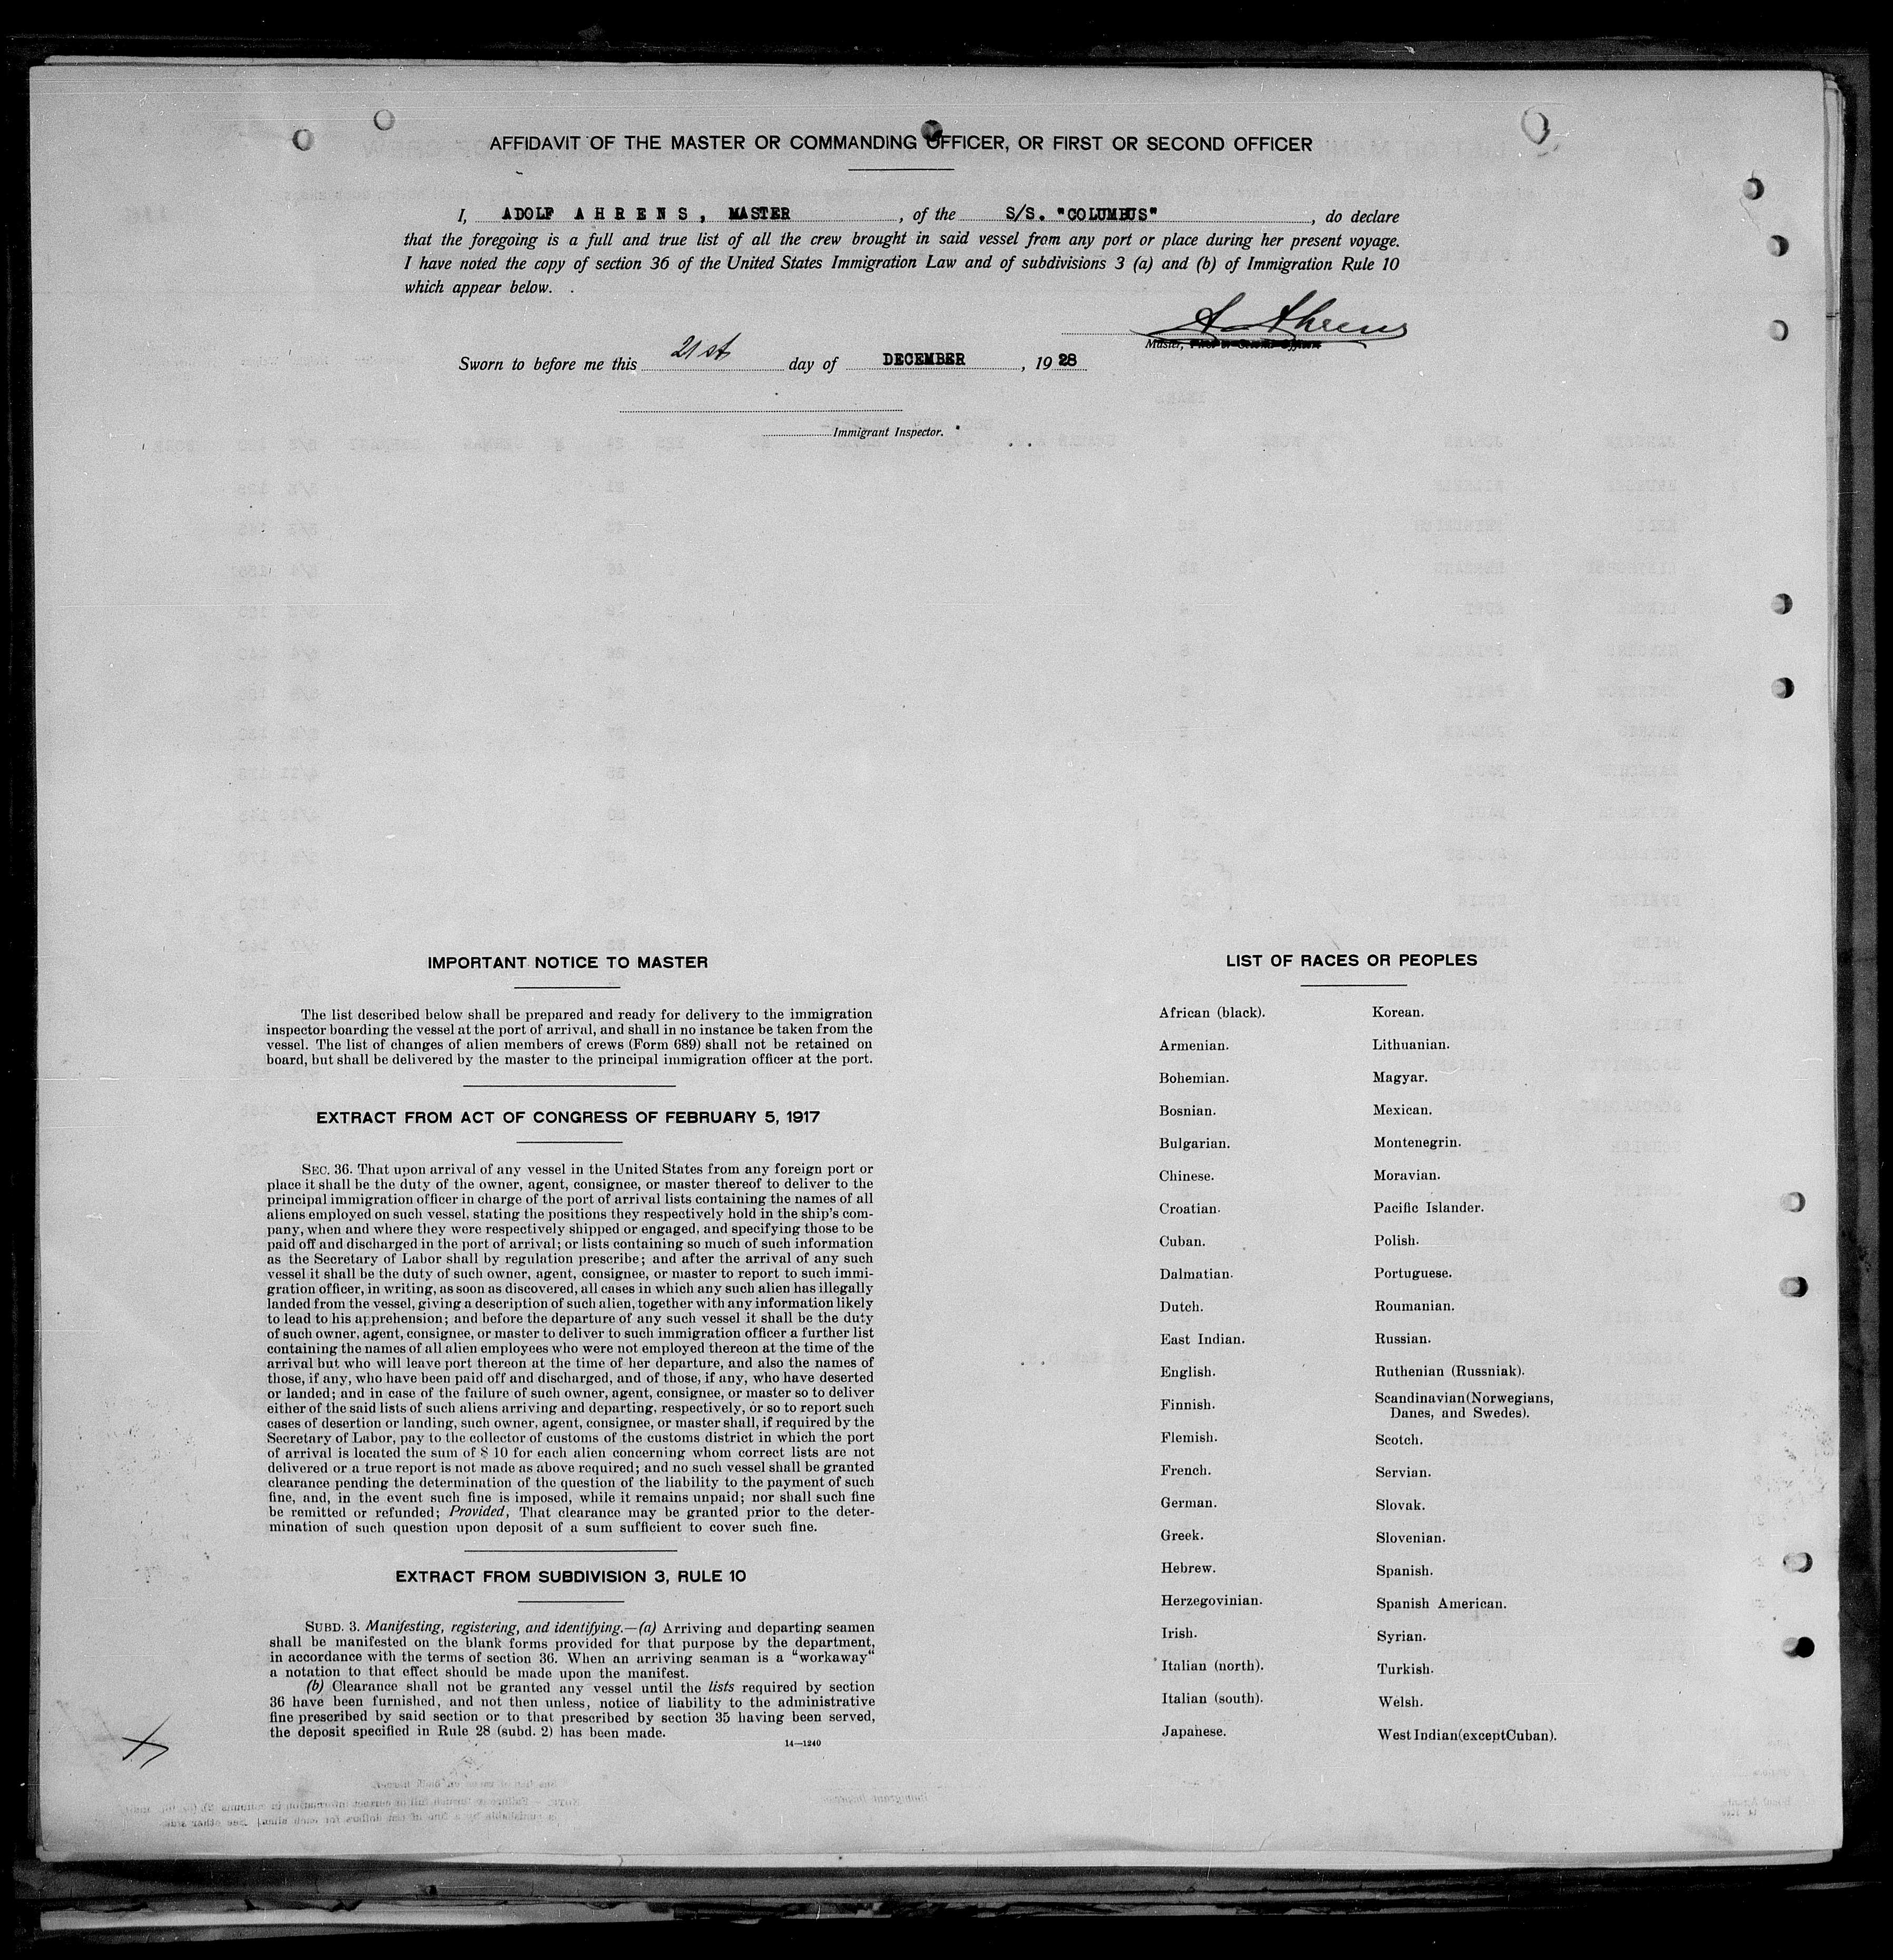 AFFIDAVIT OF THE MASTER OR COMMANDING OFFICER, OR FIRST OR SECOND OFFICER
I, ADOLF AHRENS, MASTER, of the S/S. "COLUMBUS", do declare
that the foregoing is a full and true list of all the crew brought in said vessel from any port or place during her present voyage.
I have noted the copy of section 36 of the United States Immigration Law and of subdivisions 3 (a) and (b) of Immigration Rule 10
which appear below.
A. Ahrens
Master,
Sworn to before me this 21st day of DECEMBER, 1928
Immigrant Inspector.
IMPORTANT NOTICE TO MASTER
The list described below shall be prepared and ready for delivery to the immigration
inspector boarding the vessel at the port of arrival, and shall in no instance be taken from the
vessel. The list of changes of alien members of crews (Form 689) shall not be retained on
board, but shall be delivered by the master to the principal immigration officer at the port.
EXTRACT FROM ACT OF CONGRESS OF FEBRUARY 5, 1917
SEC. 36. That upon arrival of any vessel in the United States from any foreign port or
place it shall be the duty of the owner, agent, consignee, or master thereof to deliver to the
principal immigration officer in charge of the port of arrival lists containing the names of all
aliens employed on such vessel, stating the positions they respectively hold in the ship's com-
pany, when and where they were respectively shipped or engaged, and specifying those to be
paid off and discharged in the port of arrival; or lists containing so much of such information
as the Secretary of Labor shall by regulation prescribe; and after the arrival of any such
vessel it shall be the duty of such owner, agent, consignee, or master to report to such immi-
gration officer, in writing, as soon as discovered, all cases in which any such alien has illegally
landed from the vessel, giving a description of such alien, together with any information likely
to lead to his apprehension; and before the departure of any such vessel it shall be the duty
of such owner, agent, consignee, or master to deliver to such immigration officer a further list
containing the names of all alien employees who were not employed thereon at the time of the
arrival but who will leave port thereon at the time of her departure, and also the names of
those, if any, who have been paid off and discharged, and of those, if any, who have deserted
or landed; and in case of the failure of such owner, agent, consignee, or master so to deliver
either of the said lists of such aliens arriving and departing, respectively, or so to report such
cases of desertion or landing, such owner, agent, consignee, or master shall, if required by the
Secretary of Labor, pay to the collector of customs of the customs district in which the port
of arrival is located the sum of $ 10 for each alien concerning whom correct lists are not
delivered or a true report is not made as above required; and no such vessel shall be granted
clearance pending the determination of the question of the liability to the payment of such
fine, and, in the event such fine is imposed, while it remains unpaid; nor shall such fine
be remitted or refunded; Provided, That clearance may be granted prior to the deter-
mination of such question upon deposit of a sum sufficient to cover such fine.
EXTRACT FROM SUBDIVISION 3, RULE 10
SUBD. 3. Manifesting, registering, and identifying.—(a) Arriving and departing seamen
shall be manifested on the blank forms provided for that purpose by the department,
in accordance with the terms of section 36. When an arriving seaman is a "workaway"
a notation to that effect should be made upon the manifest.
(b) Clearance shall not be granted any vessel until the lists required by section
36 have been furnished, and not then unless, notice of liability to the administrative
fine prescribed by said section or to that prescribed by section 35 having been served,
the deposit specified in Rule 28 (subd. 2) has been made.
14—1240
LIST OF RACES OR PEOPLES
African (black).
Armenian.
Bohemian.
Bosnian.
Bulgarian.
Chinese.
Croatian.
Cuban.
Dalmatian.
Dutch.
East Indian.
English.
Finnish.
Flemish.
French.
German.
Greek.
Hebrew.
Herzegovinian.
Irish.
Italian (north).
Italian (south).
Japanese.
Korean.
Lithuanian.
Magyar.
Mexican.
Montenegrin.
Moravian.
Pacific Islander.
Polish.
Portuguese.
Roumanian.
Russian.
Ruthenian (Russniak).
Scandinavian(Norwegians,
Danes, and Swedes).
Scotch.
Servian.
Slovak.
Slovenian.
Spanish.
Spanish American.
Syrian.
Turkish.
Welsh.
West Indian(exceptCuban).